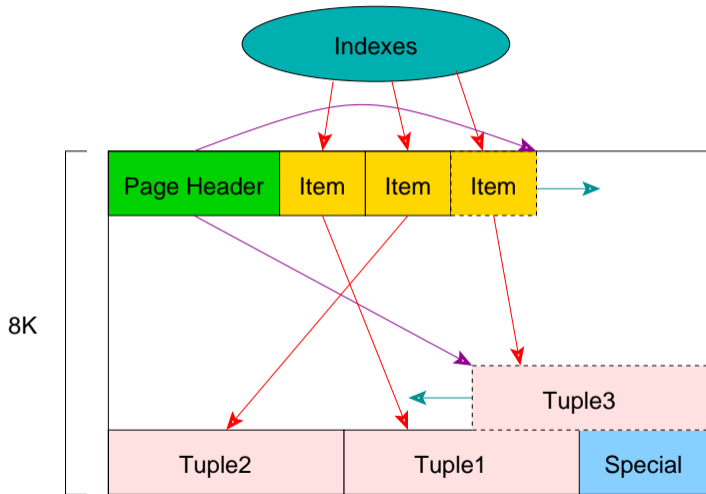 Indexes
Page Header Item Item Item
8K
Tuple3
Tuple2 Tuple1 Special